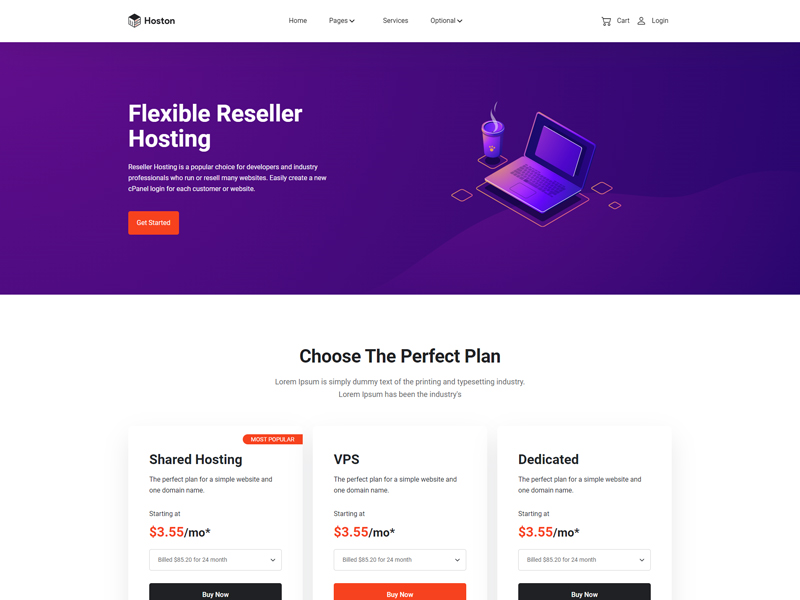 Hoston
Home
Pages
Services
Optional
Cart
Login
Flexible Reseller
Hosting
Reseller Hosting is a popular choice for developers and industry
professionals who run or resell many websites. Easily create a new
cPanel login for each customer or website.
Get Started
Choose The Perfect Plan
Lorem Ipsum is simply dummy text of the printing and typesetting industry.
Lorem Ipsum has been the industry's
MOST POPULAR
Shared Hosting
The perfect plan for a simple website and
one domain name.
Starting at
$3.55/mo*
Billed $85.20 for 24 month
Buy Now
VPS
The perfect plan for a simple website and
one domain name.
Starting at
$3.55/mo*
Billed $85.20 for 24 month
Buy Now
Dedicated
The perfect plan for a simple website and
one domain name.
Starting at
$3.55/mo*
Billed $85.20 for 24 month
Buy Now